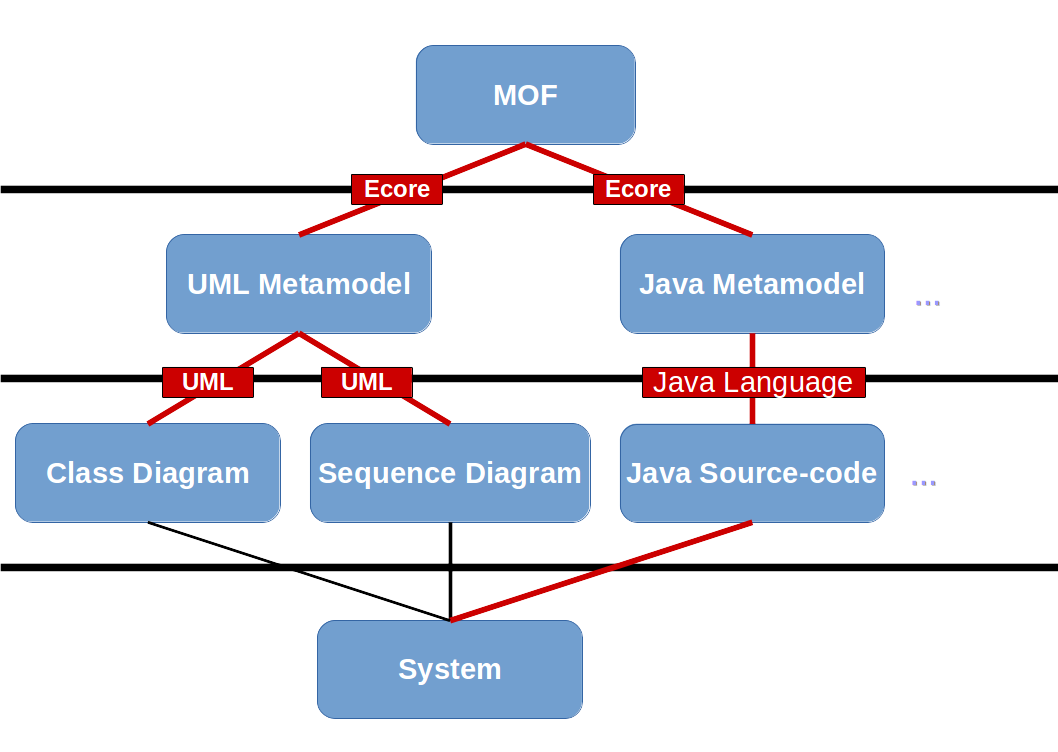 MOF
Ecore
Ecore
UML Metamodel
Java Metamodel
...
UML
UML
Java Language
Class Diagram
Sequence Diagram
Java Source-code
...
System